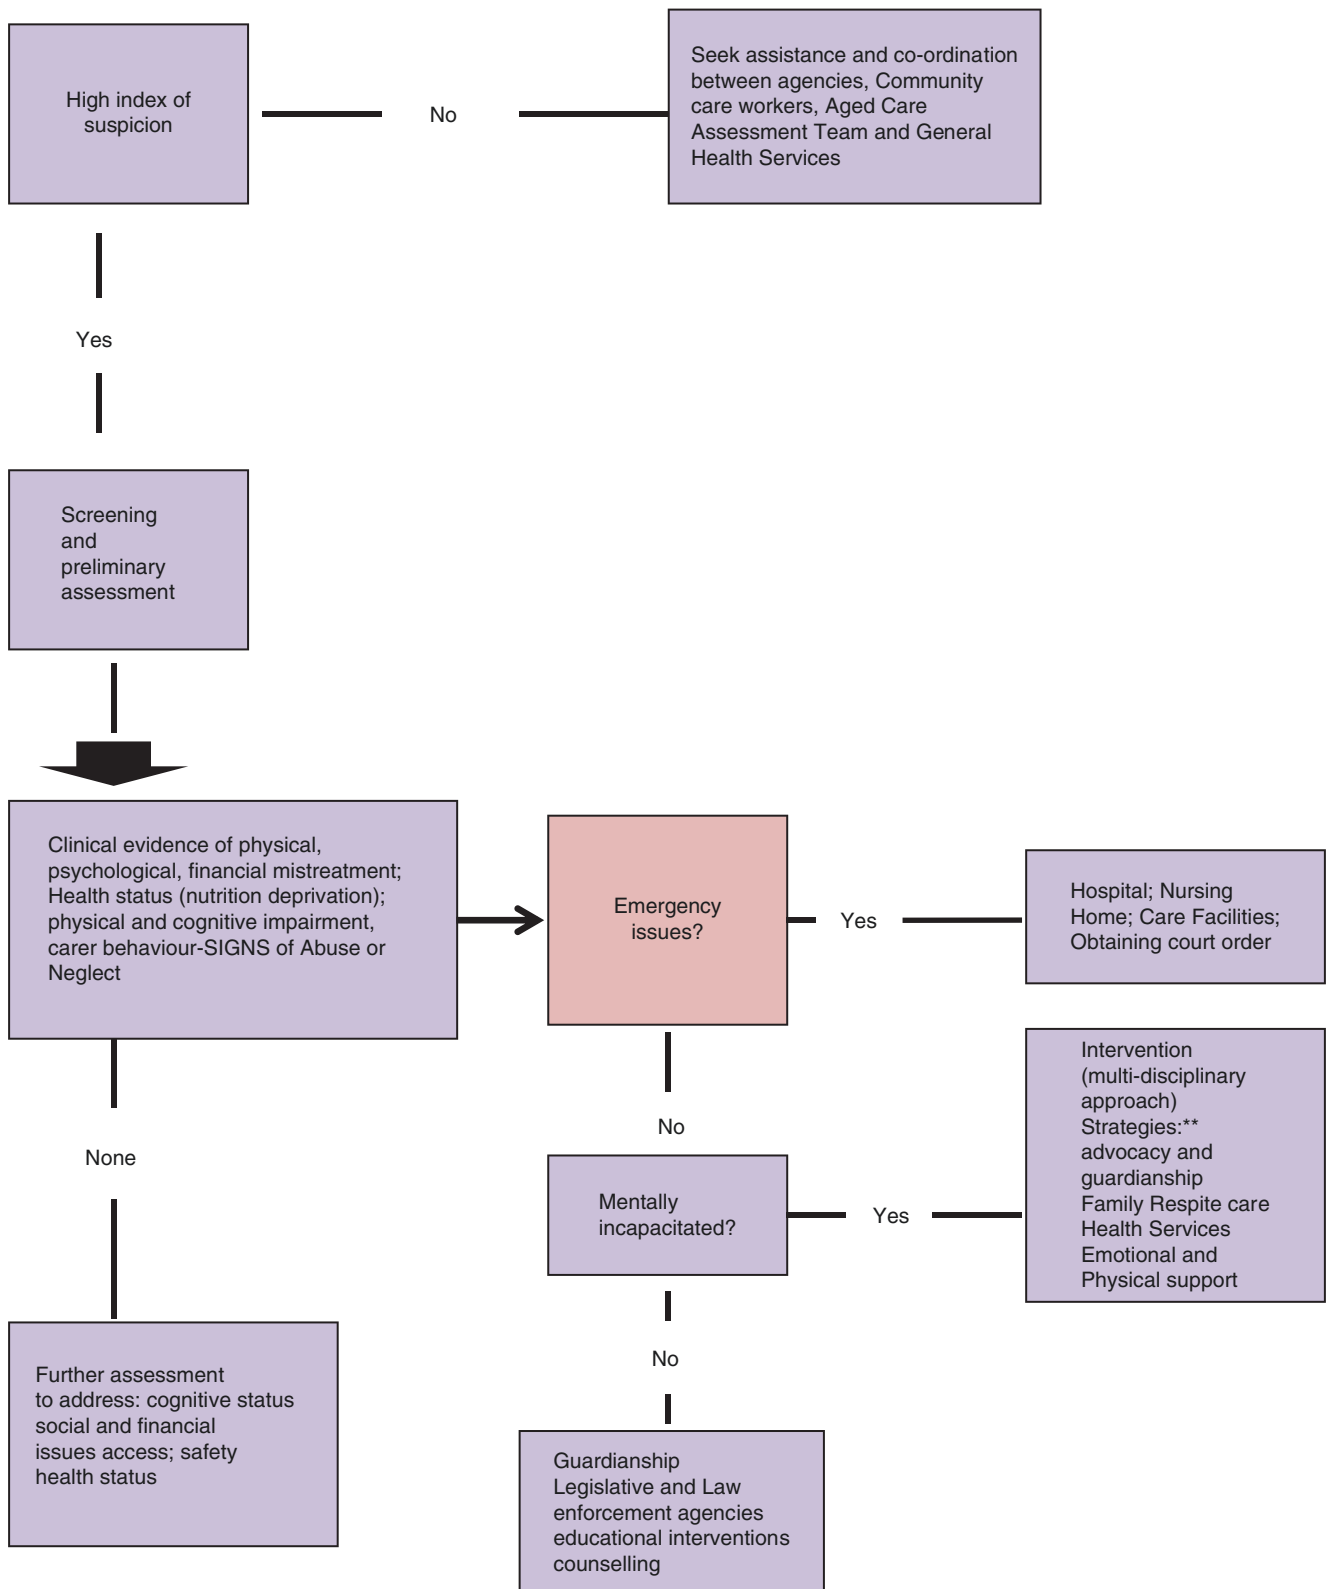 High index of
suspicion
No
Seek assistance and co-ordination
between agencies, Community
care workers, Aged Care
Assessment Team and General
Health Services
Yes
Screening
and
preliminary
assessment
Clinical evidence of physical,
psychological, financial mistreatment;
Health status (nutrition deprivation);
physical and cognitive impairment,
carer behaviour-SIGNS of Abuse or
Neglect
Emergency
issues?
Yes
Hospital; Nursing
Home; Care Facilities;
Obtaining court order
No
Mentally
incapacitated?
Yes
Intervention
(multi-disciplinary
approach)
Strategies:**
advocacy and
guardianship
Family Respite care
Health Services
Emotional and
Physical support
None
No
Further assessment
to address: cognitive status
social and financial
issues access; safety
health status
Guardianship
Legislative and Law
enforcement agencies
educational interventions
counselling